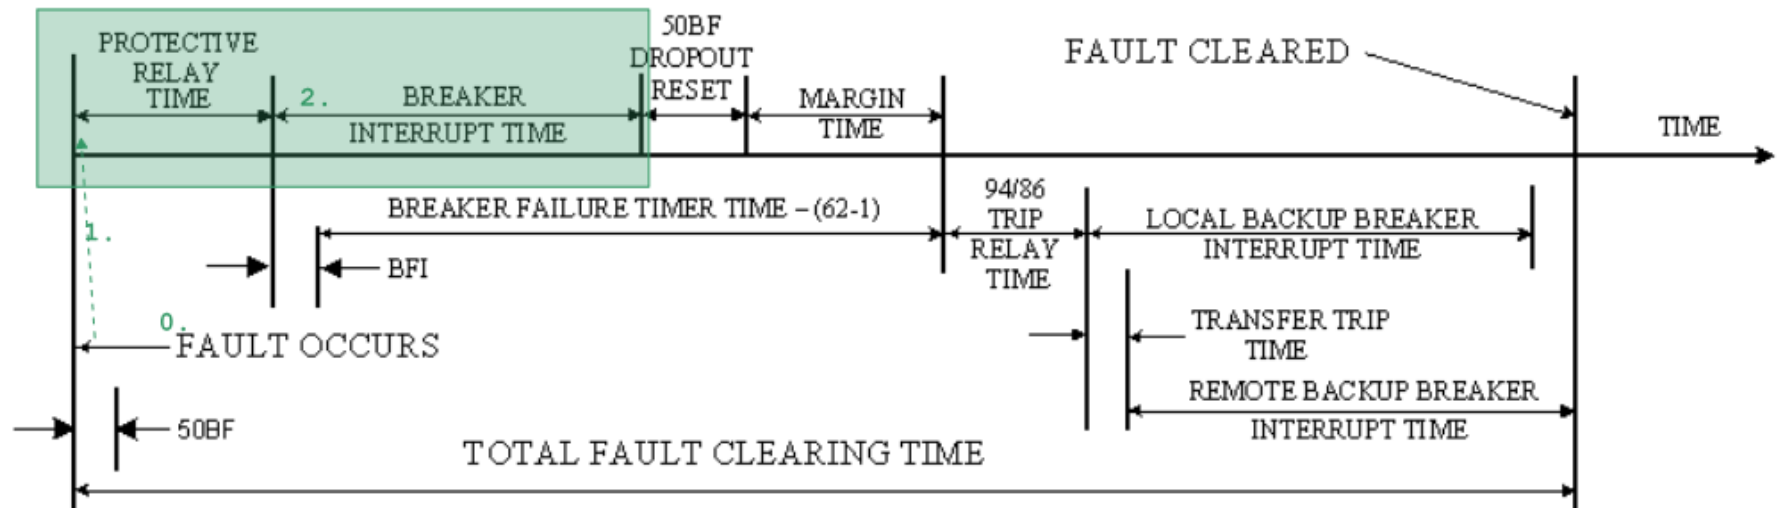 PROTECTIVE
RELAY
TIME
2.
BREAKER
INTERRUPT TIME
50BF
DROPOUT
RESET
MARGIN
TIME
FAULT CLEARED
TIME
1.
BREAKER FAILURE TIMER TIME – (62-1)
BFI
94/86
TRIP
RELAY
TIME
LOCAL BACKUP BREAKER
INTERRUPT TIME
0.
FAULT OCCURS
TRANSFER TRIP
TIME
REMOTE BACKUP BREAKER
INTERRUPT TIME
50BF
TOTAL FAULT CLEARING TIME